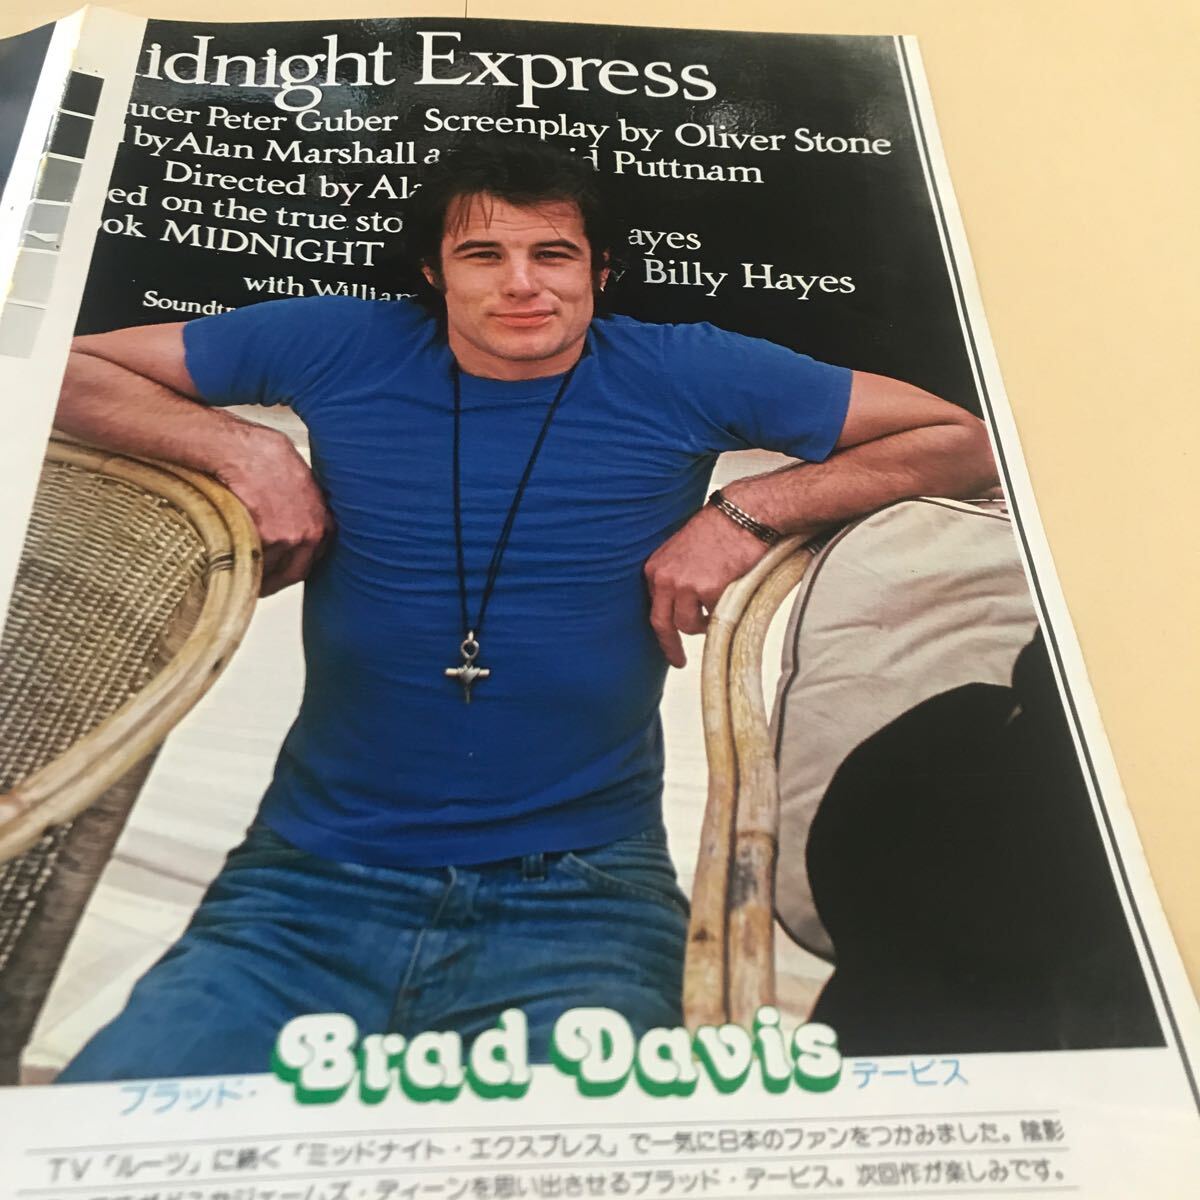 idnight Express
ucer Peter Guber Screenplay by Oliver Stone
by Alan Marshall a d Puttnam
Directed by Al
ed on the true sto ayes
ok MIDNIGHT Billy Hayes
with William
Soundtr
Brad Davis
ブラッド・ デービス
TV「ルーツ」に続く「ミッドナイト・エクスプレス」で一気に日本のファンをつかみました。陰影
ジェームズ・ディーンを思い出させるブラッド・デービス。次回作が楽しみです。